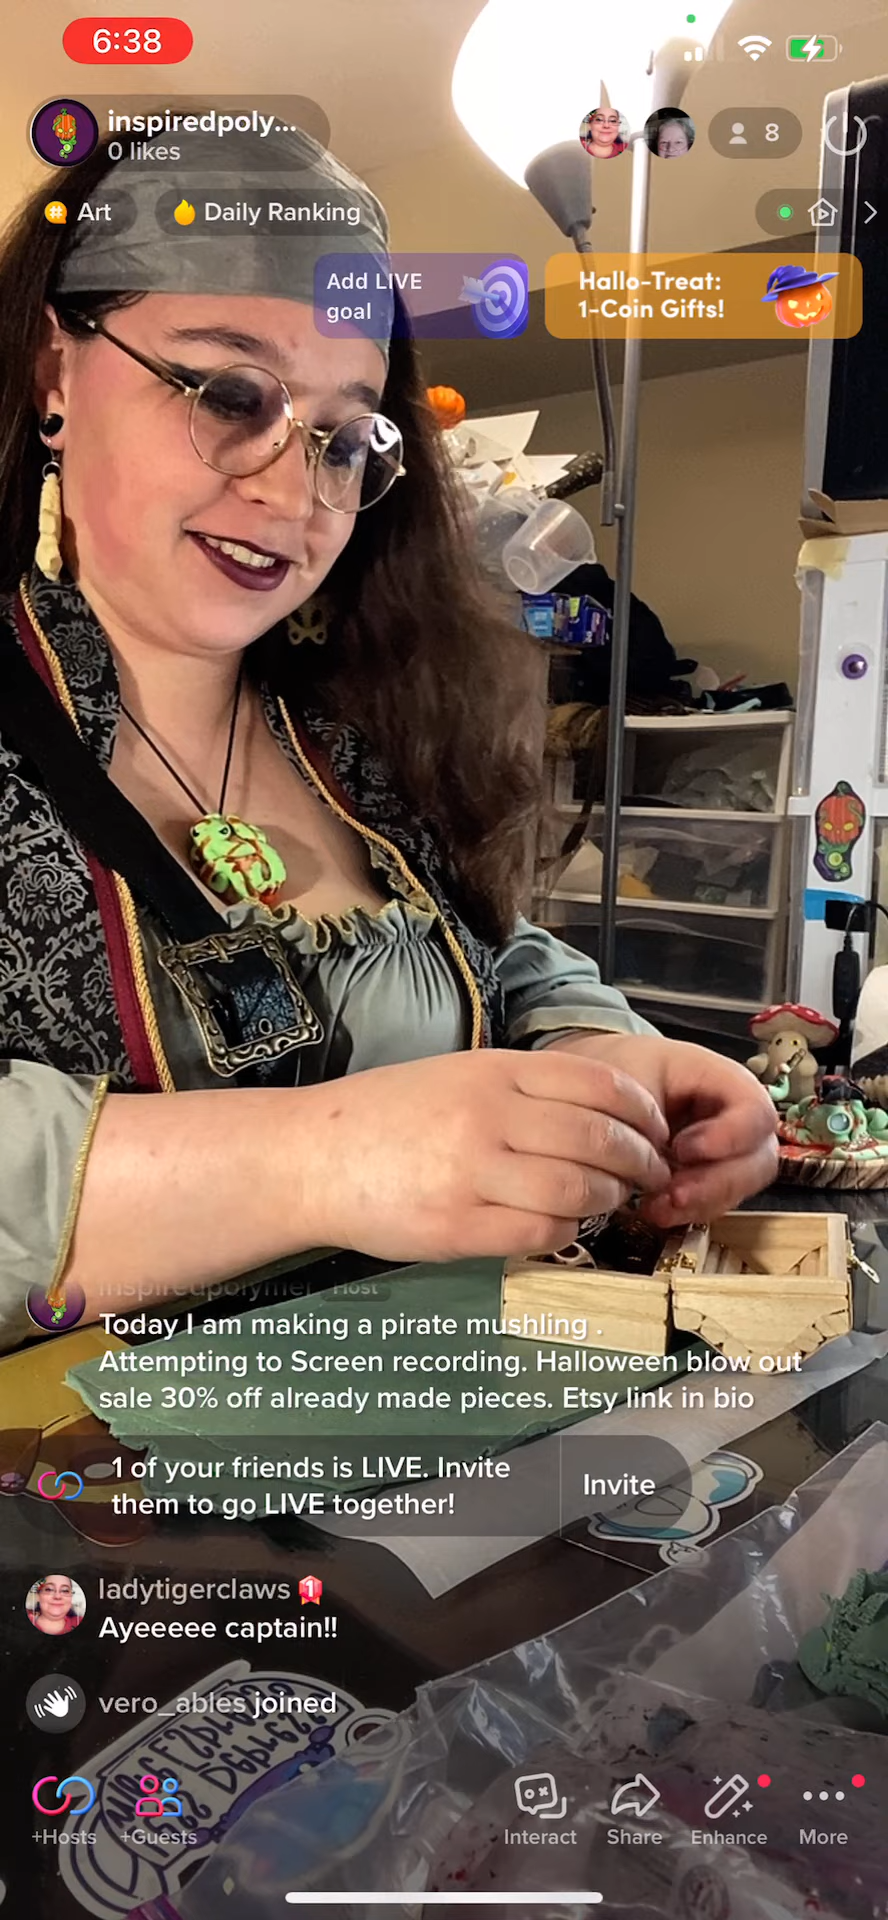 6:38
inspiredpoly...
0 likes
8
Art
Daily Ranking
Add LIVE
goal
Hallo-Treat:
1-Coin Gifts!
inspiredpolymer Host
Today I am making a pirate mushling .
Attempting to Screen recording. Halloween blow out
sale 30% off already made pieces. Etsy link in bio
1 of your friends is LIVE. Invite
them to go LIVE together!
Invite
ladytigerclaws 1
Ayeeeee captain!!
vero_ables joined
+Hosts
+Guests
Interact
Share
Enhance
More